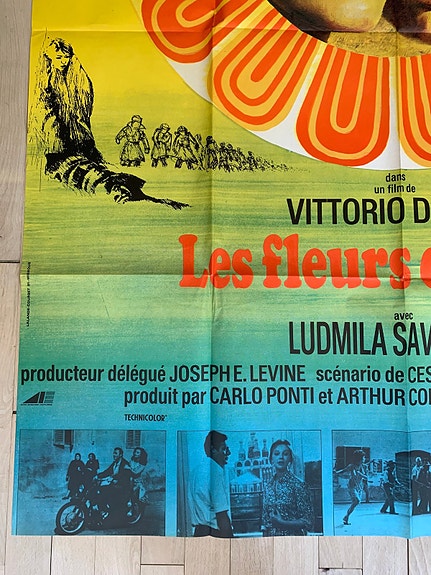 dans
un film de
VITTORIO D
Les fleurs
avec
LUDMILA SAV
producteur délégué JOSEPH E. LEVINE scénario de CES
produit par CARLO PONTI et ARTHUR CO
TECHNICOLOR